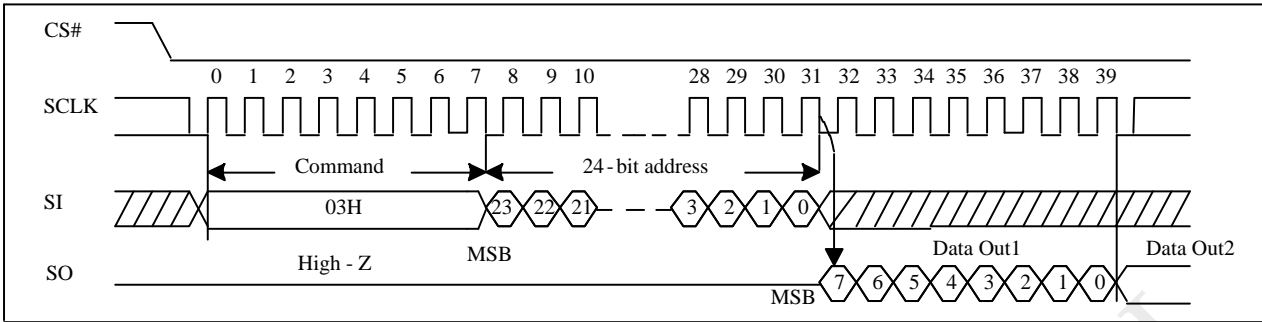 CS#
0 1 2 3 4 5 6 7 8 9 10 28 29 30 31 32 33 34 35 36 37 38 39
SCLK
Command 24-bit address
SI 03H 23 22 21 3 2 1 0
High - Z MSB Data Out1 Data Out2
SO MSB 7 6 5 4 3 2 1 0